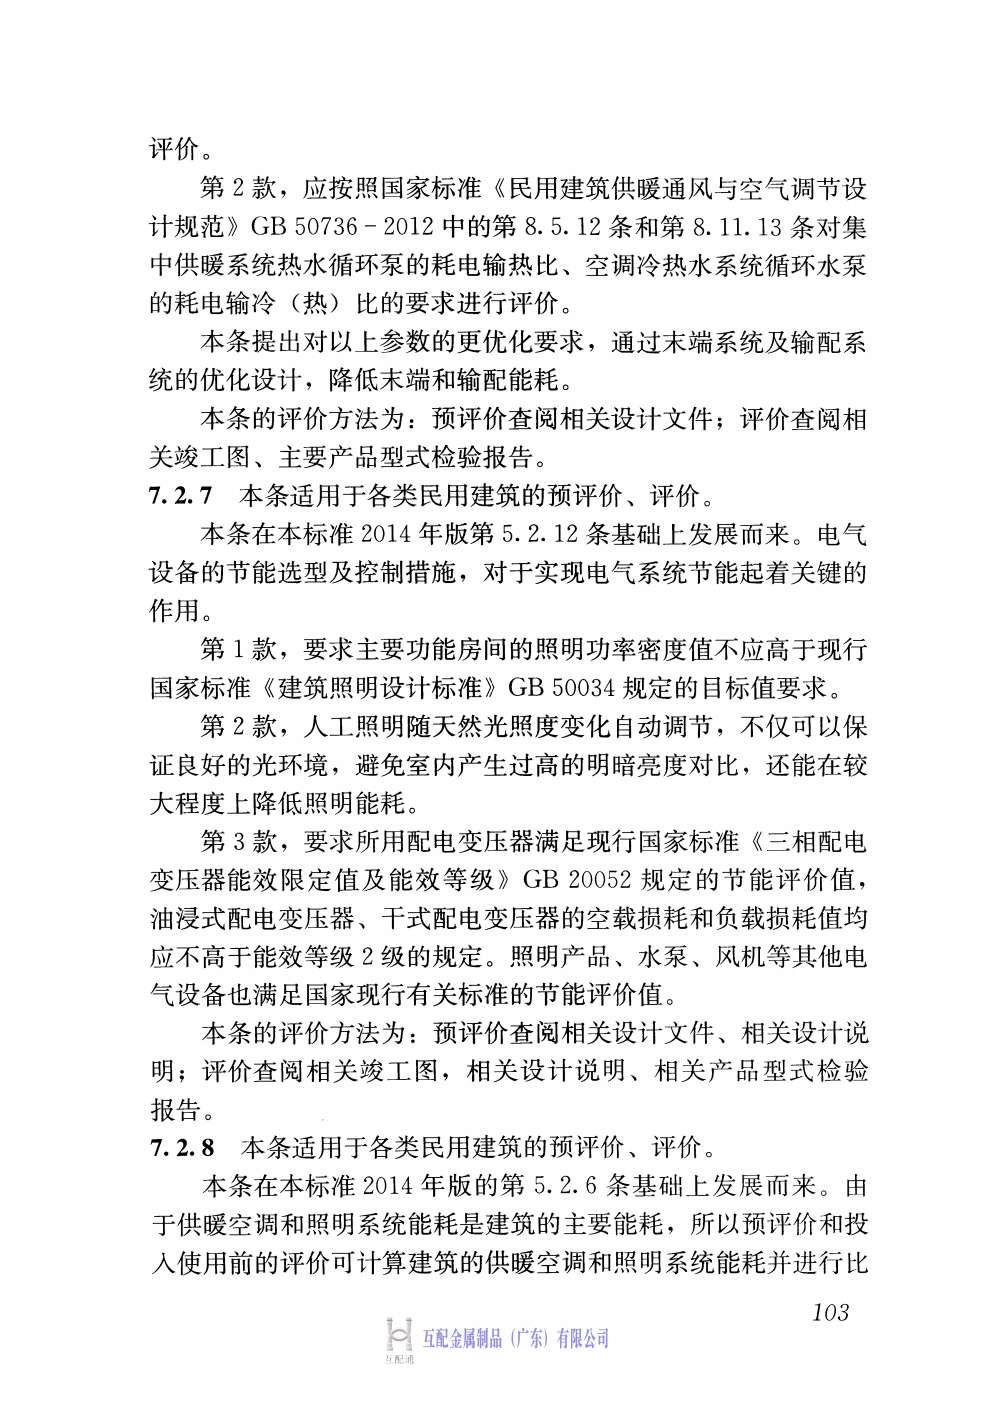 评价。
第 2 款，应按照国家标准《民用建筑供暖通风与空气调节设
计规范》GB 50736－2012 中的第 8.5.12 条和第 8.11.13 条对集
中供暖系统热水循环泵的耗电输热比、空调冷热水系统循环水泵
的耗电输冷（热）比的要求进行评价。
本条提出对以上参数的更优化要求，通过末端系统及输配系
统的优化设计，降低末端和输配能耗。
本条的评价方法为：预评价查阅相关设计文件；评价查阅相
关竣工图、主要产品型式检验报告。
7.2.7 本条适用于各类民用建筑的预评价、评价。
本条在本标准 2014 年版第 5.2.12 条基础上发展而来。电气
设备的节能选型及控制措施，对于实现电气系统节能起着关键的
作用。
第 1 款，要求主要功能房间的照明功率密度值不应高于现行
国家标准《建筑照明设计标准》GB 50034 规定的目标值要求。
第 2 款，人工照明随天然光照度变化自动调节，不仅可以保
证良好的光环境，避免室内产生过高的明暗亮度对比，还能在较
大程度上降低照明能耗。
第 3 款，要求所用配电变压器满足现行国家标准《三相配电
变压器能效限定值及能效等级》GB 20052 规定的节能评价值，
油浸式配电变压器、干式配电变压器的空载损耗和负载损耗值均
应不高于能效等级 2 级的规定。照明产品、水泵、风机等其他电
气设备也满足国家现行有关标准的节能评价值。
本条的评价方法为：预评价查阅相关设计文件、相关设计说
明；评价查阅相关竣工图，相关设计说明、相关产品型式检验
报告。
7.2.8 本条适用于各类民用建筑的预评价、评价。
本条在本标准 2014 年版的第 5.2.6 条基础上发展而来。由
于供暖空调和照明系统能耗是建筑的主要能耗，所以预评价和投
入使用前的评价可计算建筑的供暖空调和照明系统能耗并进行比
103
互配金属制品（广东）有限公司
互配通